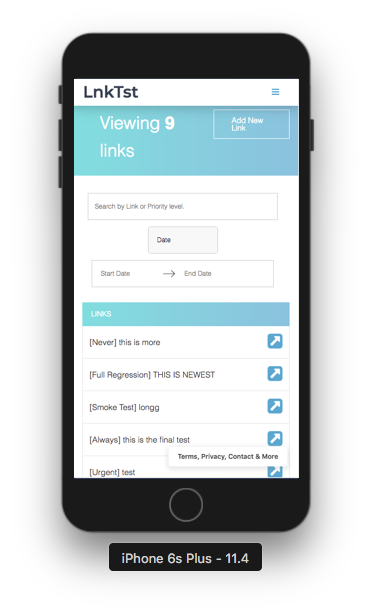 LnkTst
Viewing 9
links
Add New
Link
Search by Link or Priority level.
Date
Start Date
End Date
LINKS
[Never] this is more
[Full Regression] THIS IS NEWEST
[Smoke Test] longg
[Always] this is the final test
Terms, Privacy, Contact & More
[Urgent] test
iPhone 6s Plus - 11.4